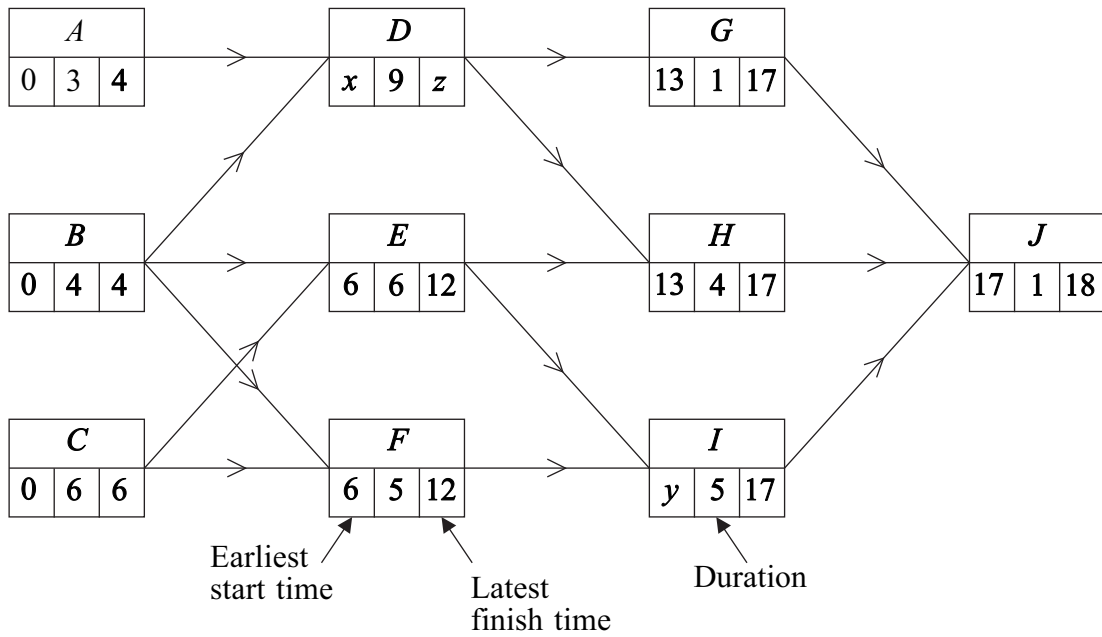 A D G
0 3 4 x 9 z 13 1 17
B E H J
0 4 4 6 6 12 13 4 17 17 1 18
C F I
0 6 6 6 5 12 y 5 17
Earliest
start time
Latest
finish time
Duration